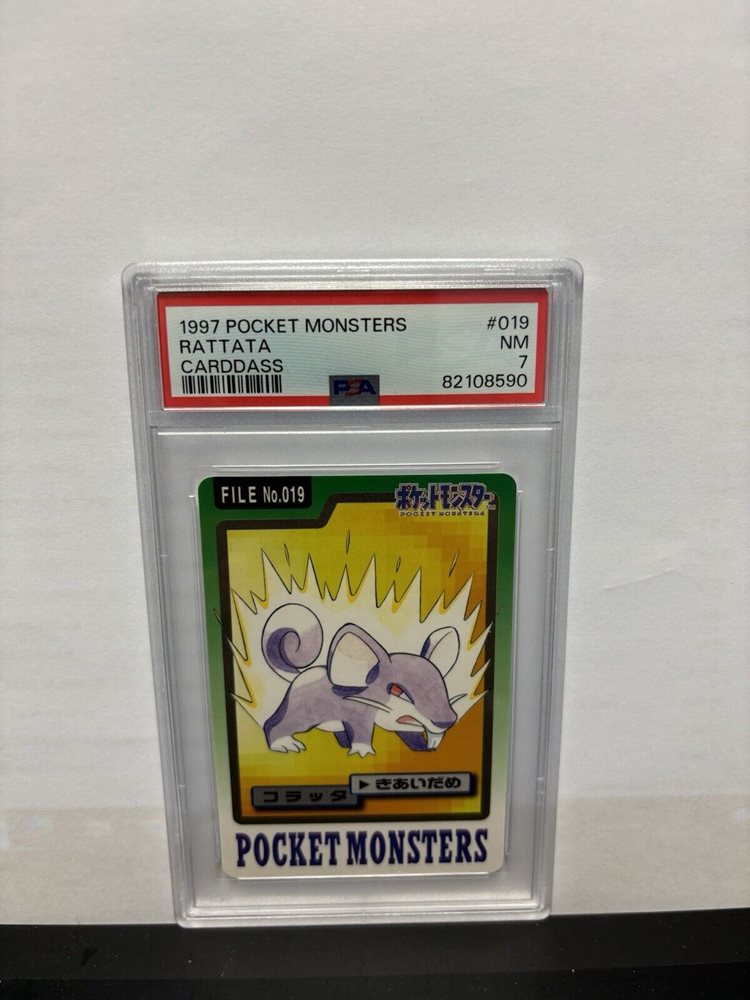 1997 POCKET MONSTERS #019
RATTATA NM
CARDDASS 7
PSA 82108590
FILE No.019
ポケットモンスター
POCKET MONSTERS
▶きあいだめ
コラッタ
POCKET MONSTERS